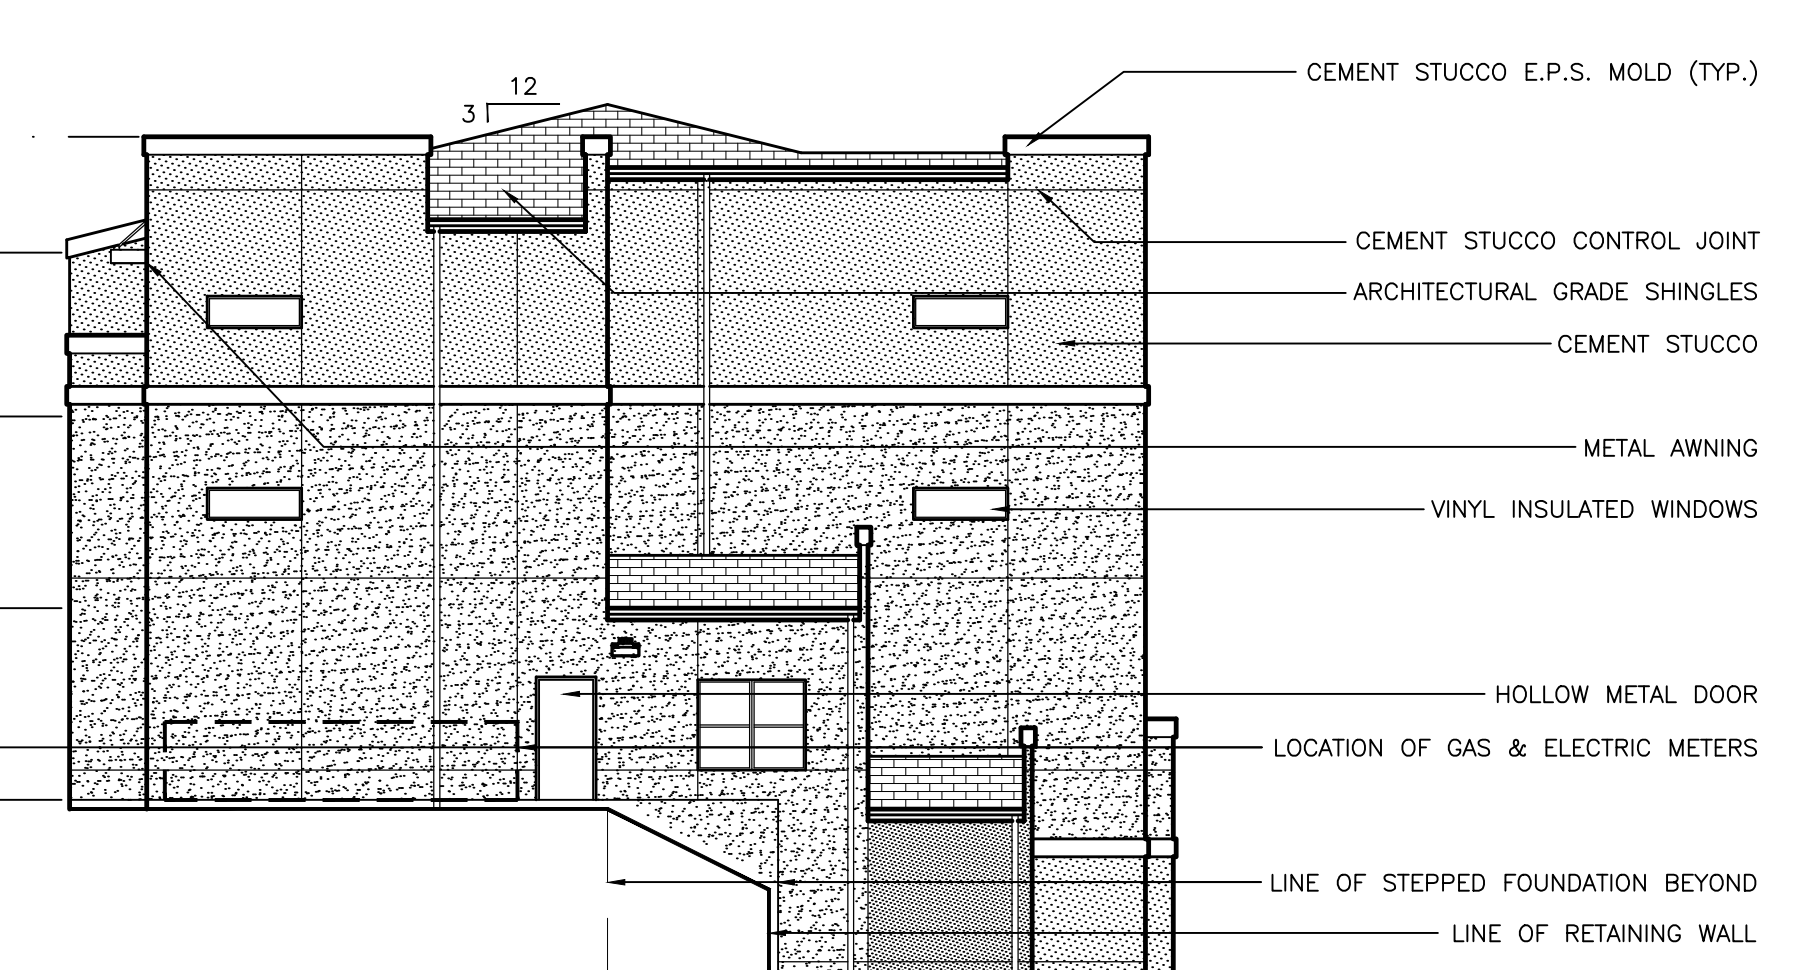 CEMENT STUCCO E.P.S. MOLD (TYP.)
12
3
CEMENT STUCCO CONTROL JOINT
ARCHITECTURAL GRADE SHINGLES
CEMENT STUCCO
METAL AWNING
VINYL INSULATED WINDOWS
HOLLOW METAL DOOR
LOCATION OF GAS & ELECTRIC METERS
LINE OF STEPPED FOUNDATION BEYOND
LINE OF RETAINING WALL